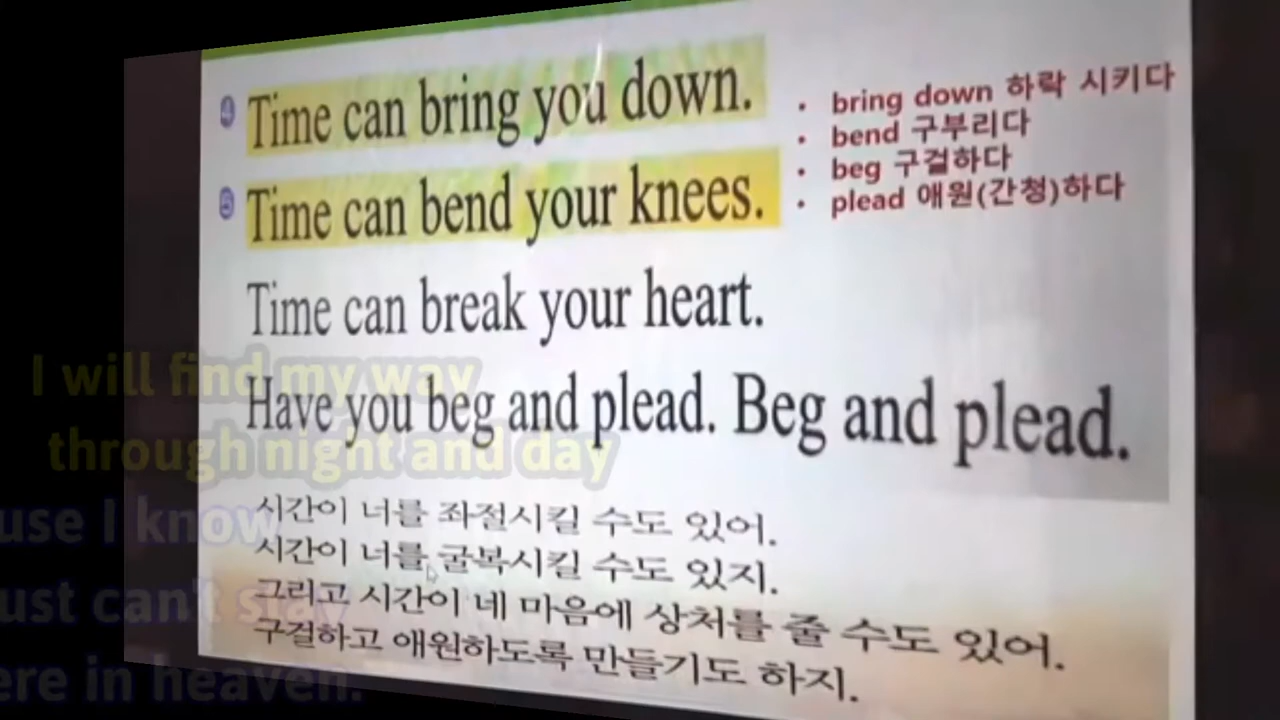 ④ Time can bring you down.
⑤ Time can bend your knees.
Time can break your heart.
Have you beg and plead. Beg and plead.
• bring down 하락 시키다
• bend 구부리다
• beg 구걸하다
• plead 애원(간청)하다
시간이 너를 좌절시킬 수도 있어.
시간이 너를 굴복시킬 수도 있지.
그리고 시간이 네 마음에 상처를 줄 수도 있어.
구걸하고 애원하도록 만들기도 하지.
I will find my way
through night and day
use I know
ust can't stay
ere in heaven.